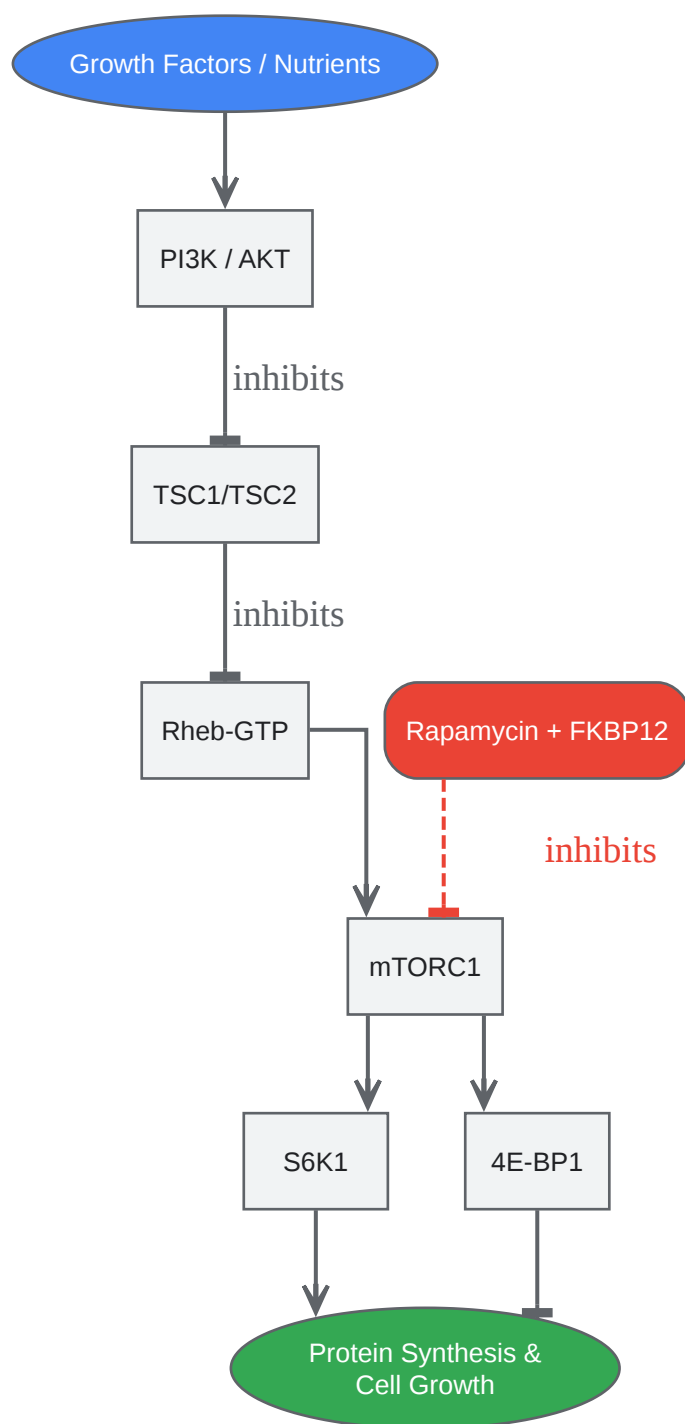 Growth Factors / Nutrients
PI3K / AKT
inhibits
TSC1/TSC2
inhibits
Rheb-GTP
Rapamycin + FKBP12
inhibits
mTORC1
S6K1
4E-BP1
Protein Synthesis &
Cell Growth